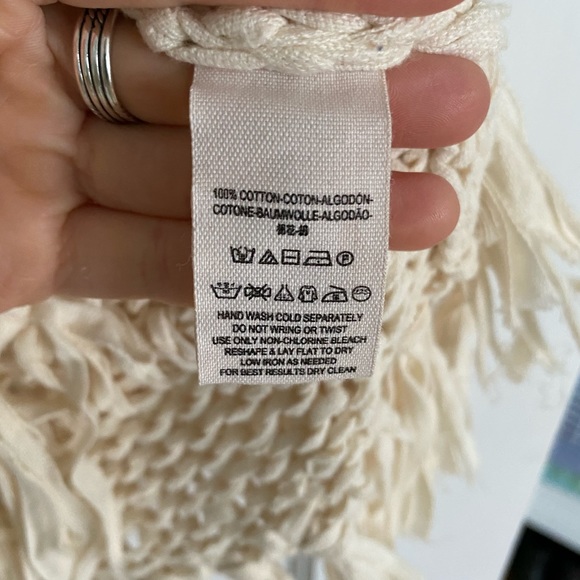 100% COTTON-COTON-ALGODÓN-
COTONE-BAUMWOLLE-ALGODÃO-
HAND WASH COLD SEPARATELY
DO NOT WRING OR TWIST
USE ONLY NON-CHLORINE BLEACH
RESHAPE & LAY FLAT TO DRY
LOW IRON AS NEEDED
FOR BEST RESULTS DRY CLEAN